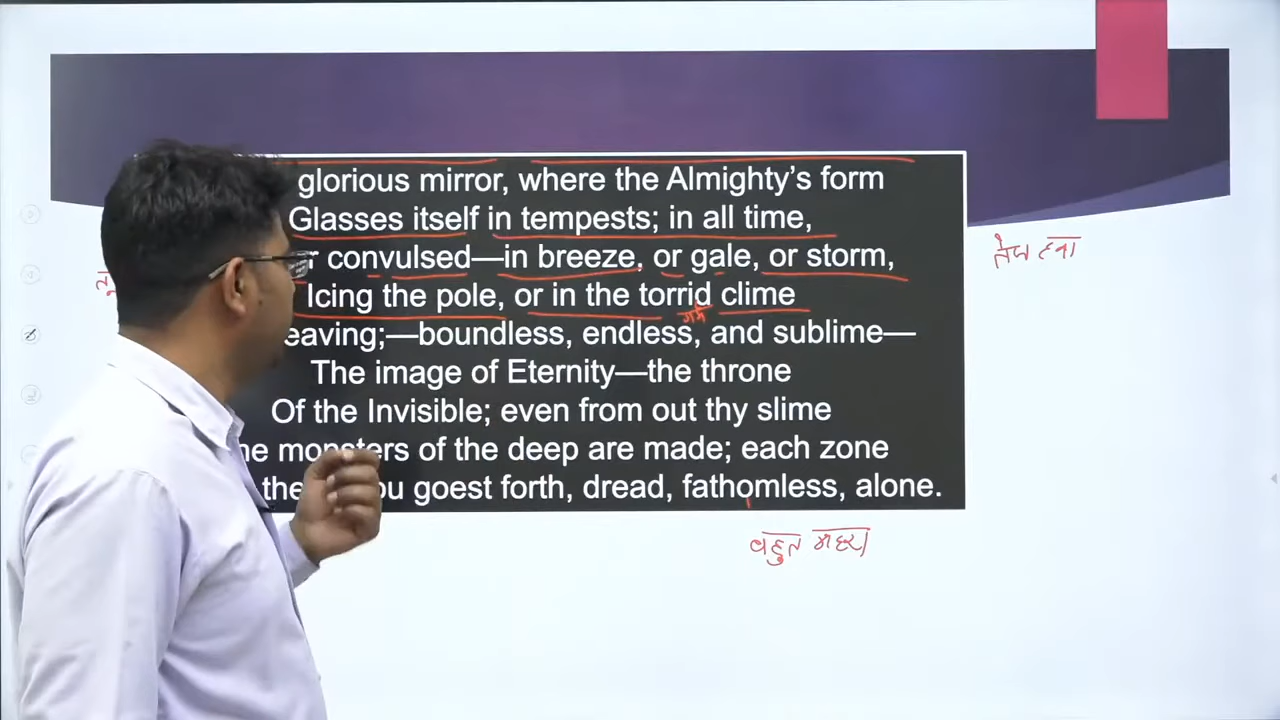 glorious mirror, where the Almighty’s form
Glasses itself in tempests; in all time,
convulsed—in breeze, or gale, or storm,
तेज हवा
Icing the pole, or in the torrid clime
गर्म
eaving;—boundless, endless, and sublime—
The image of Eternity—the throne
Of the Invisible; even from out thy slime
monsters of the deep are made; each zone
goest forth, dread, fathomless, alone.
बहुत गहरा